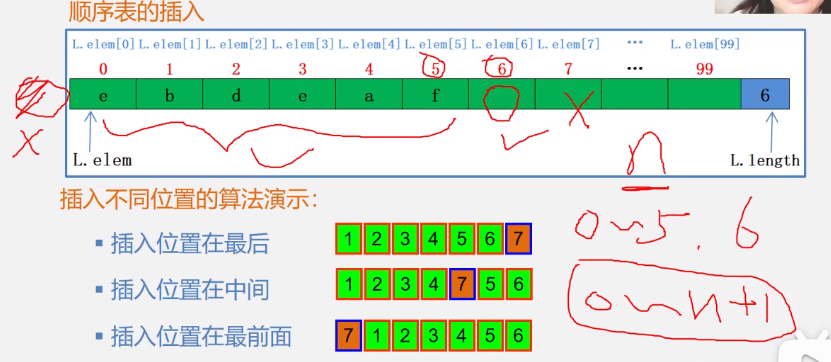 顺序表的插入
L.elem[0] L.elem[1] L.elem[2] L.elem[3] L.elem[4] L.elem[5] L.elem[6] L.elem[7] … L.elem[99]
0 1 2 3 4 5 6 7 … 99
e b d e a f 6
L.elem L.length
n
插入不同位置的算法演示:
0~5. 6
▪ 插入位置在最后 1 2 3 4 5 6 7
▪ 插入位置在中间 1 2 3 4 7 5 6
0~n+1
▪ 插入位置在最前面 7 1 2 3 4 5 6